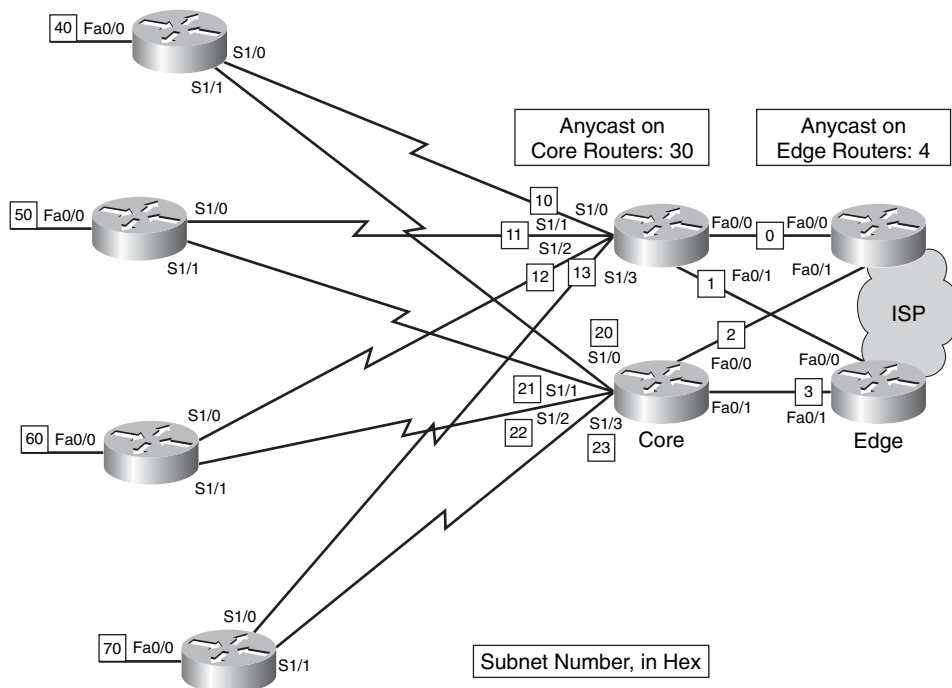 40 Fa0/0
S1/0
S1/1
Anycast on
Core Routers: 30
Anycast on
Edge Routers: 4
50 Fa0/0
S1/0
S1/1
10
S1/0
11
S1/1
S1/2
12
13
S1/3
Fa0/0
0
Fa0/0
Fa0/1
1
Fa0/1
ISP
2
20
S1/0
Fa0/0
Fa0/0
21
S1/1
S1/2
22
S1/3
23
Fa0/1
3
Fa0/1
Core
Edge
60 Fa0/0
S1/0
S1/1
70 Fa0/0
S1/0
S1/1
Subnet Number, in Hex